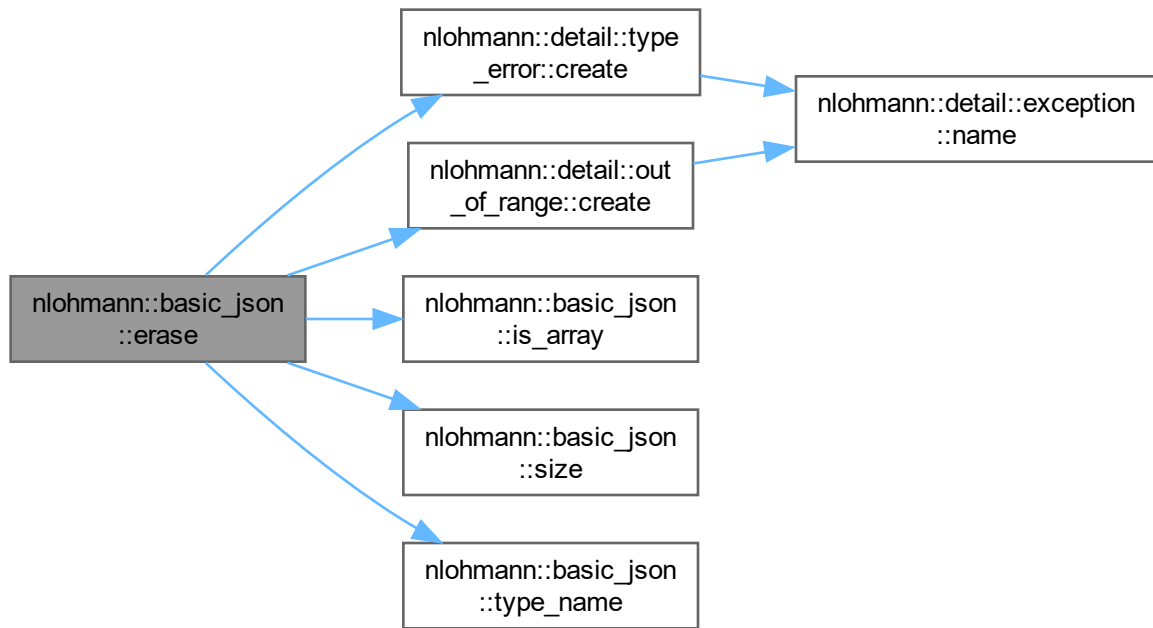 nlohmann::basic_json
::erase
nlohmann::detail::type
_error::create
nlohmann::detail::out
_of_range::create
nlohmann::basic_json
::is_array
nlohmann::basic_json
::size
nlohmann::basic_json
::type_name
nlohmann::detail::exception
::name